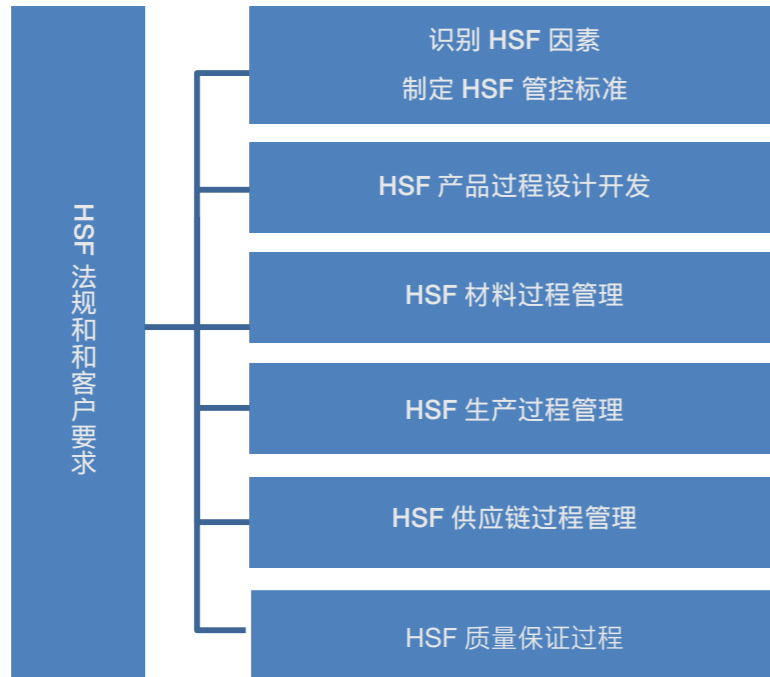 HSF 法规和和客户要求
识别 HSF 因素
制定 HSF 管控标准
HSF 产品过程设计开发
HSF 材料过程管理
HSF 生产过程管理
HSF 供应链过程管理
HSF 质量保证过程